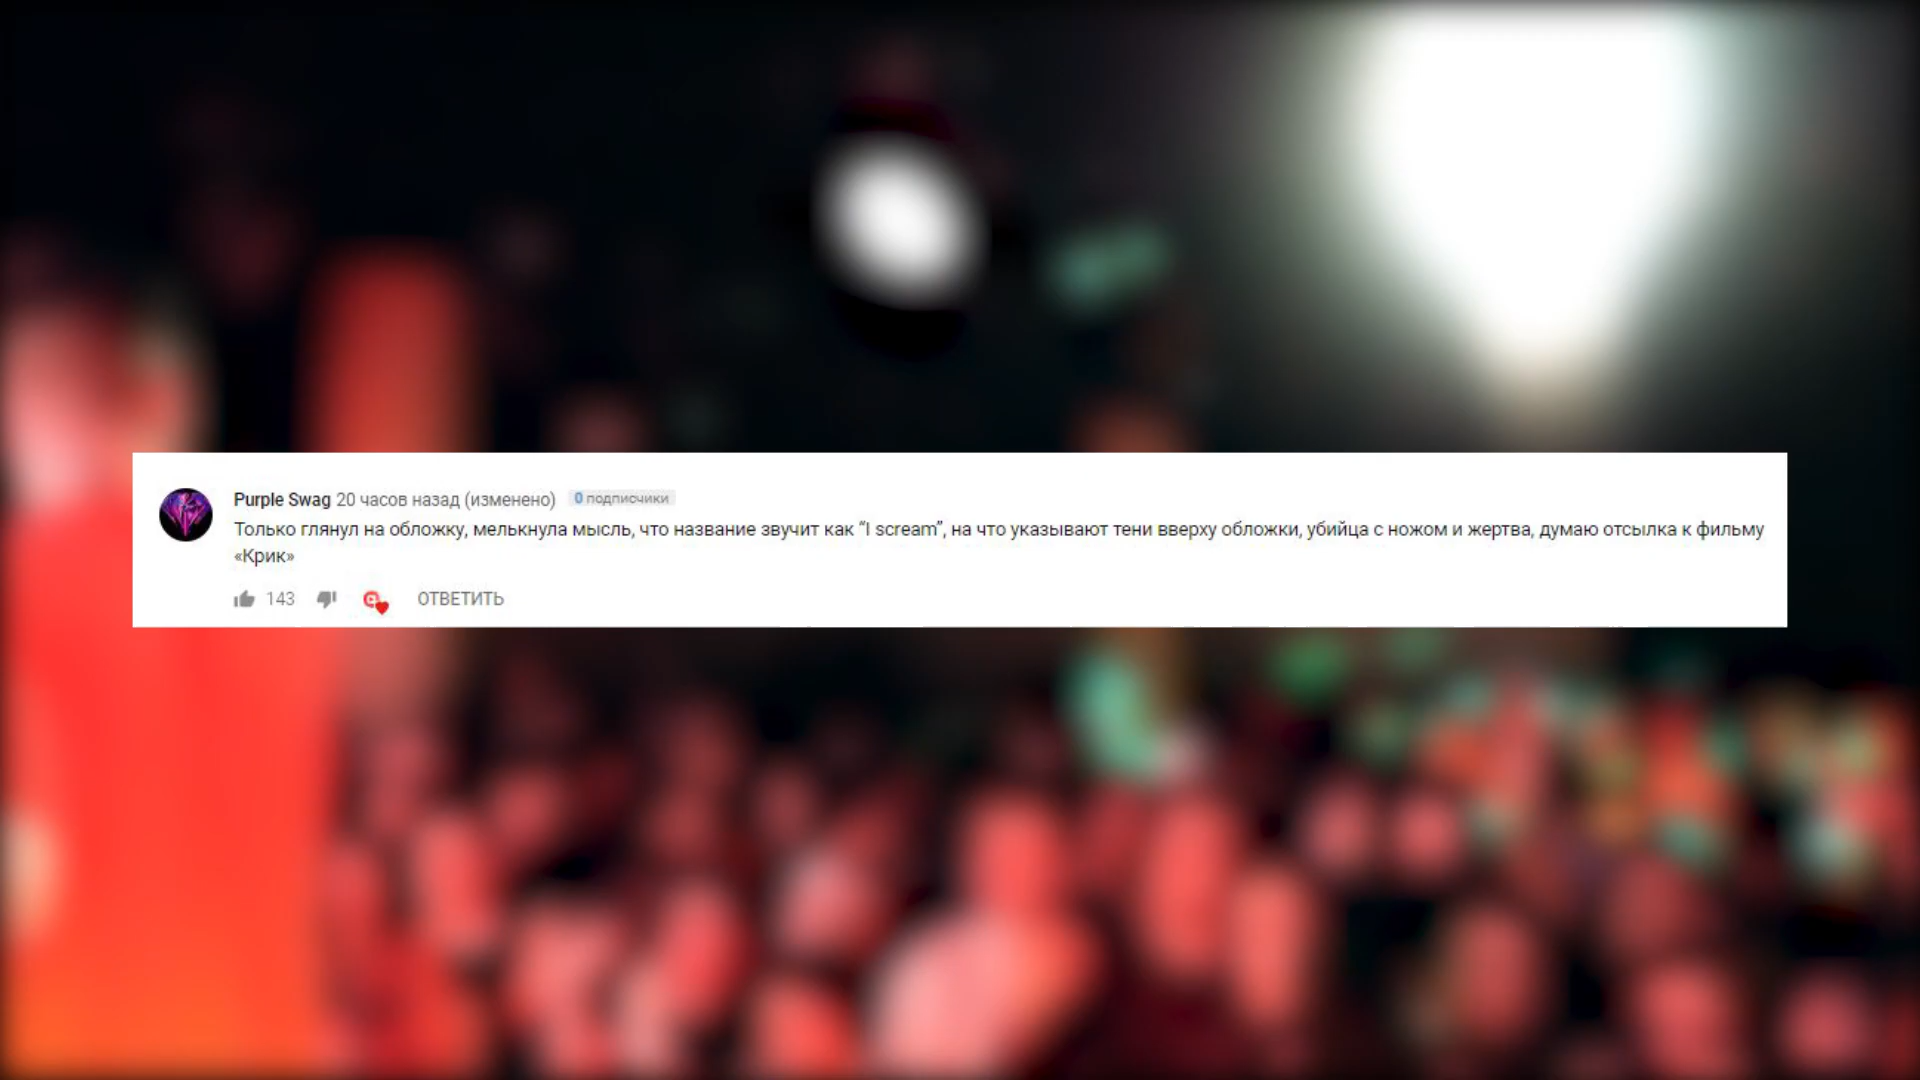 Purple Swag 20 часов назад (изменено) 0 подписчики
Только глянул на обложку, мелькнула мысль, что название звучит как “I scream”, на что указывают тени вверху обложки, убийца с ножом и жертва, думаю отсылка к фильму
«Крик»
143 ОТВЕТИТЬ